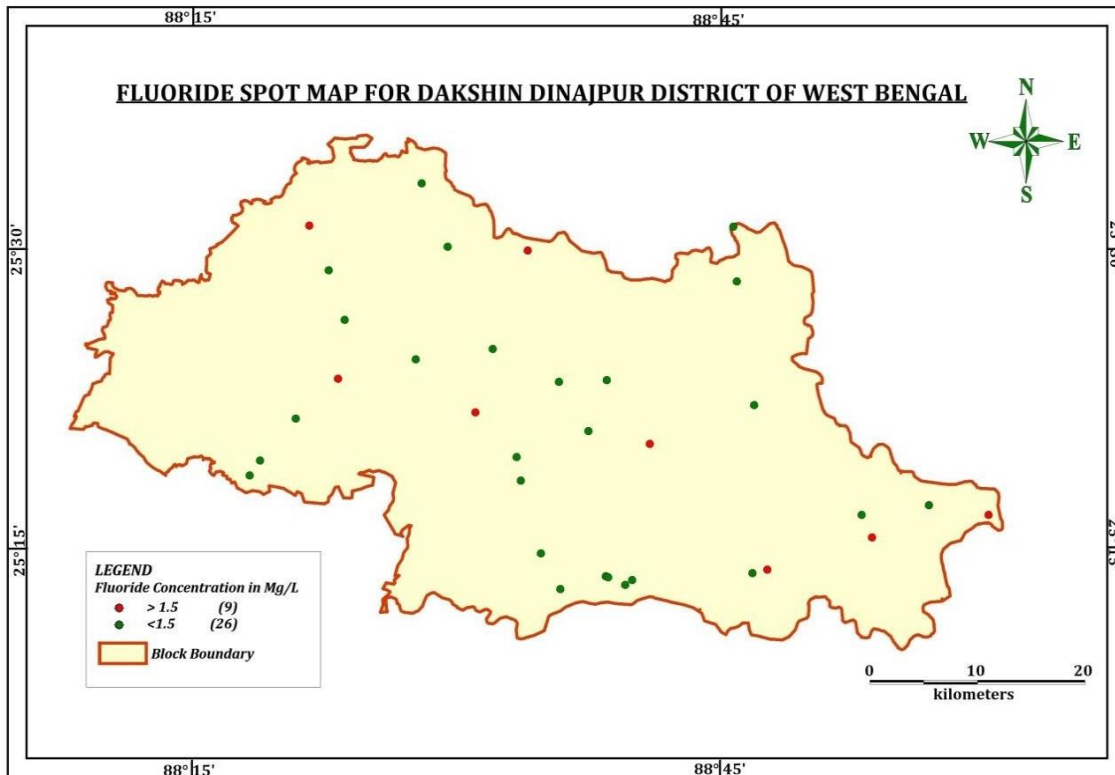 88°15'
88°45'
FLUORIDE SPOT MAP FOR DAKSHIN DINAJPUR DISTRICT OF WEST BENGAL
N
W E
S
25°30'
25°15'
LEGEND
Fluoride Concentration in Mg/L
> 1.5 (9)
<1.5 (26)
Block Boundary
0 10 20
kilometers
88°15'
88°45'